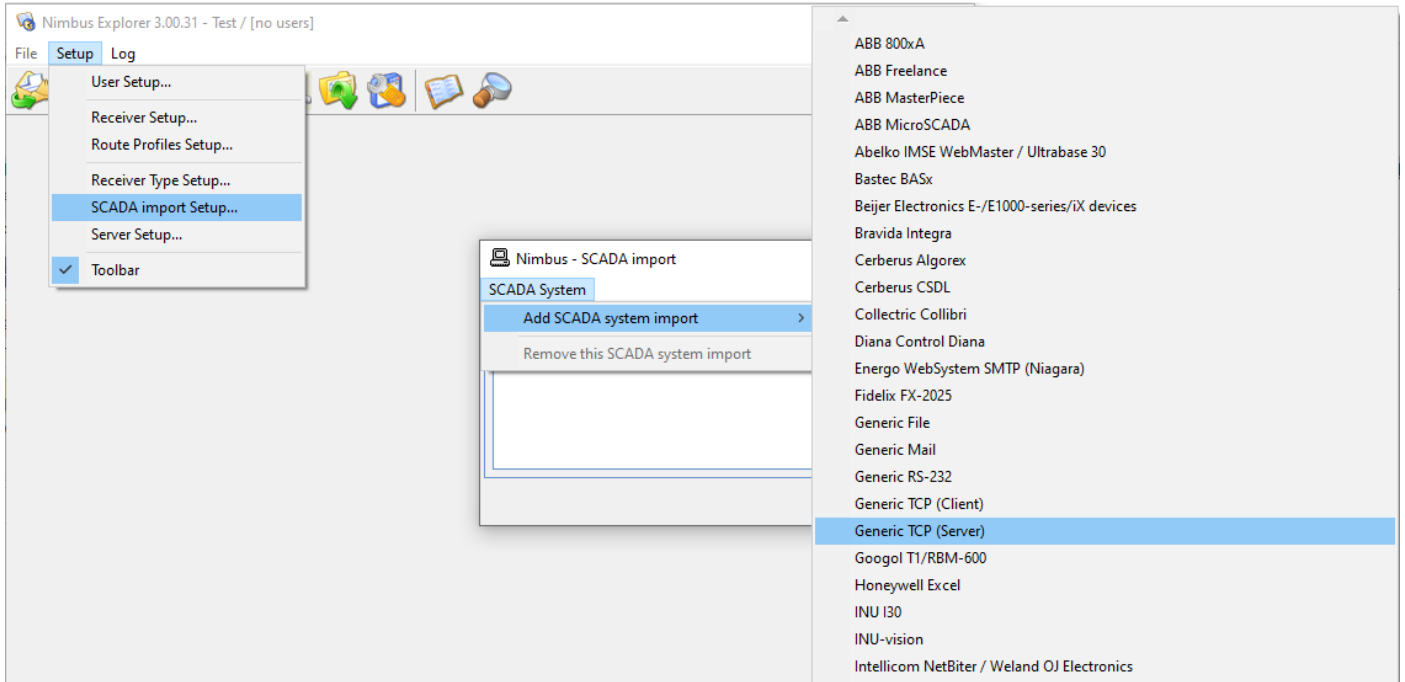 Nimbus Explorer 3.00.31 - Test / [no users]
File Setup Log
User Setup...
Receiver Setup...
Route Profiles Setup...
Receiver Type Setup...
SCADA import Setup...
Server Setup...
Toolbar
Nimbus - SCADA import
SCADA System
Add SCADA system import
Remove this SCADA system import
ABB 800xA
ABB Freelance
ABB MasterPiece
ABB MicroSCADA
Abelko IMSE WebMaster / Ultrabase 30
Bastec BASx
Beijer Electronics E-/E1000-series/iX devices
Bravida Integra
Cerberus Algorex
Cerberus CSDL
Collectric Collibri
Diana Control Diana
Energo WebSystem SMTP (Niagara)
Fidelix FX-2025
Generic File
Generic Mail
Generic RS-232
Generic TCP (Client)
Generic TCP (Server)
Googol T1/RBM-600
Honeywell Excel
INU I30
INU-vision
Intellicom NetBiter / Weland OJ Electronics